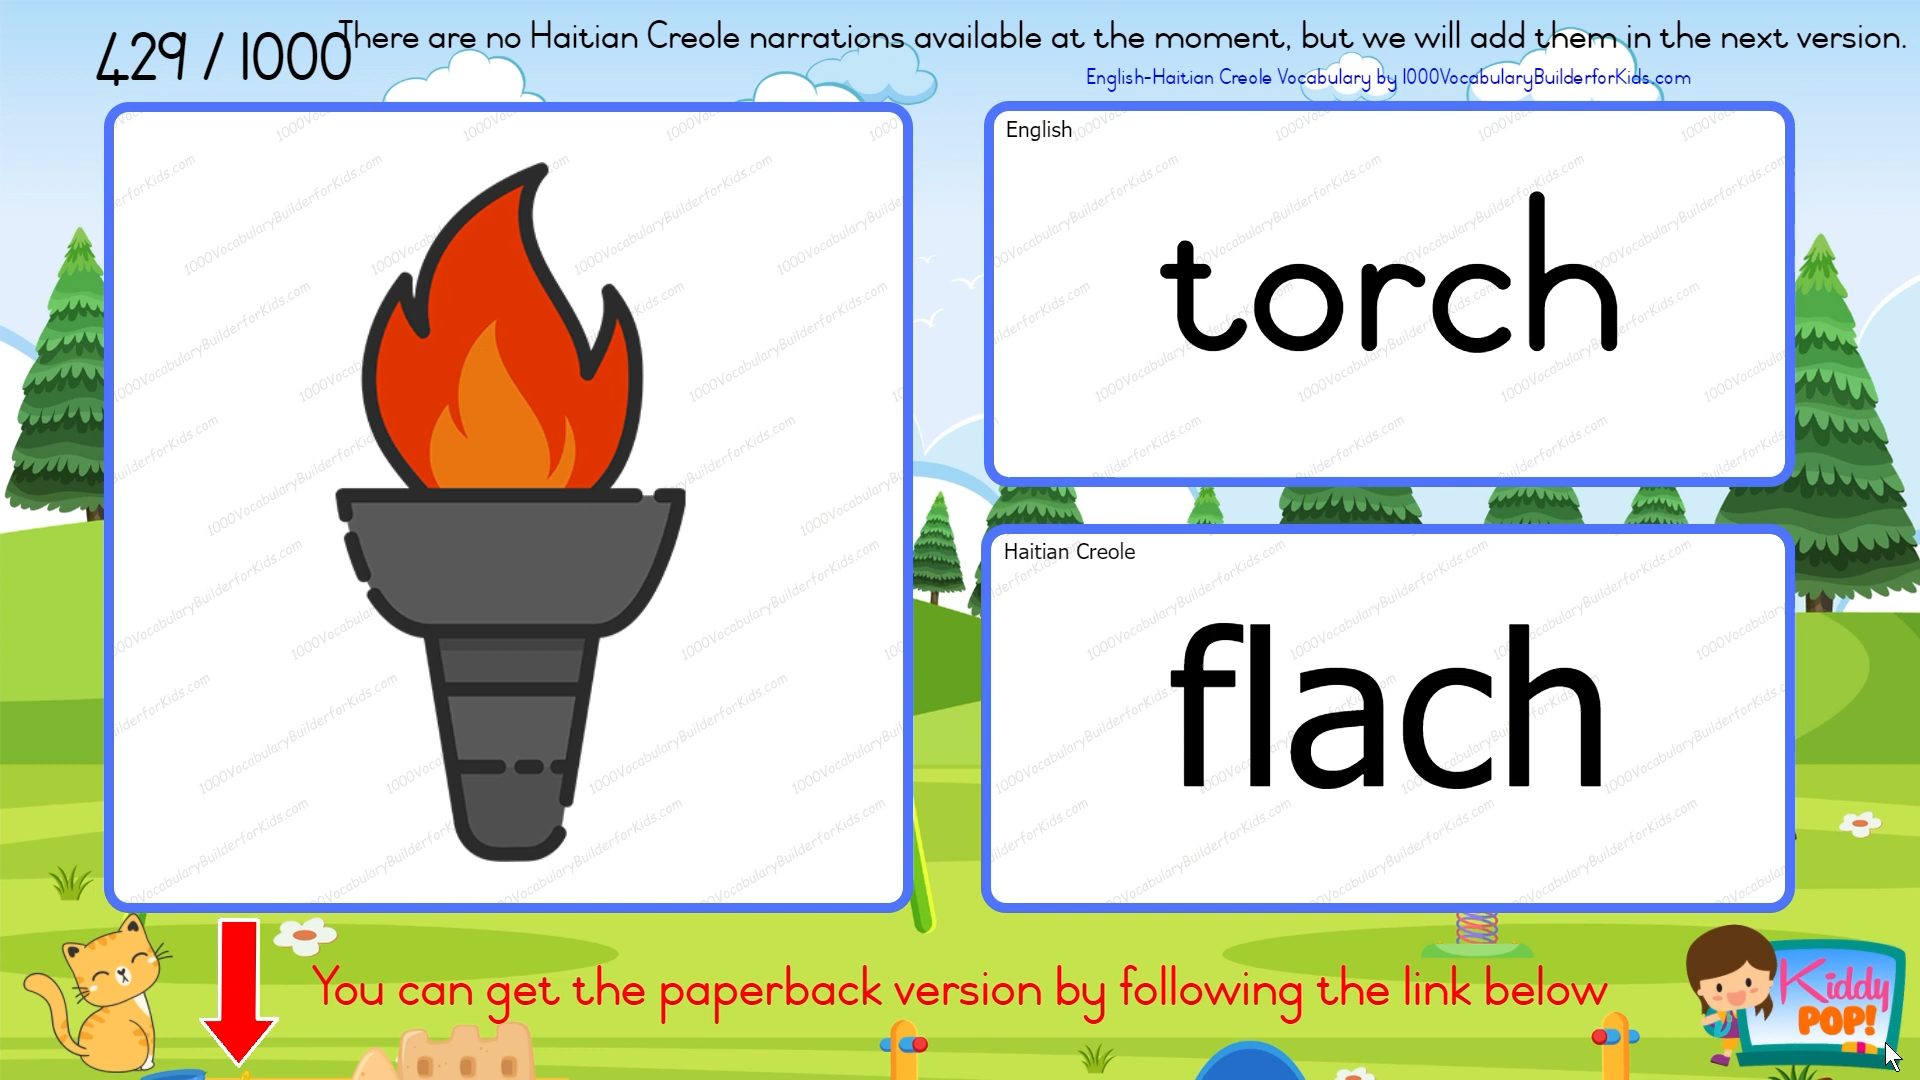 429 / 1000
There are no Haitian Creole narrations available at the moment, but we will add them in the next version.
English-Haitian Creole Vocabulary by 1000VocabularyBuilderforKids.com
English
torch
Haitian Creole
flach
You can get the paperback version by following the link below
Kiddy
POP!
1000VocabularyBuilderforKids.com